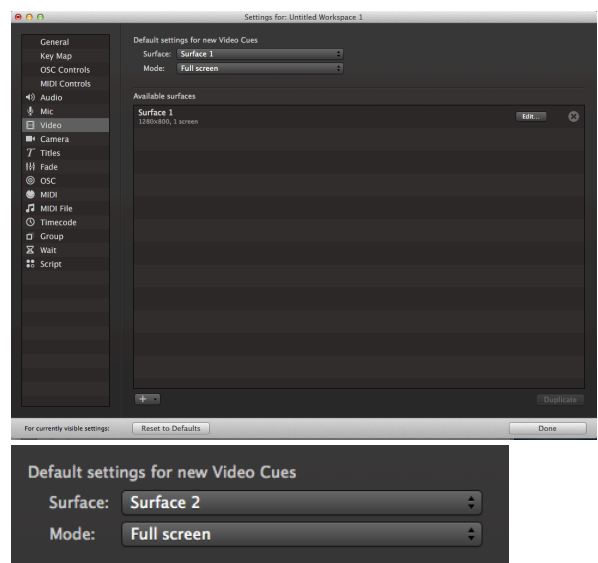 Settings for: Untitled Workspace 1
General
Key Map
OSC Controls
MIDI Controls
Audio
Mic
Video
Camera
Titles
Fade
OSC
MIDI
MIDI File
Timecode
Group
Wait
Script
Default settings for new Video Cues
Surface: Surface 1
Mode: Full screen
Available surfaces
Surface 1
Edit...
1280x800, 1 screen
Duplicate
For currently visible settings:
Reset to Defaults
Done
Default settings for new Video Cues
Surface: Surface 2
Mode: Full screen